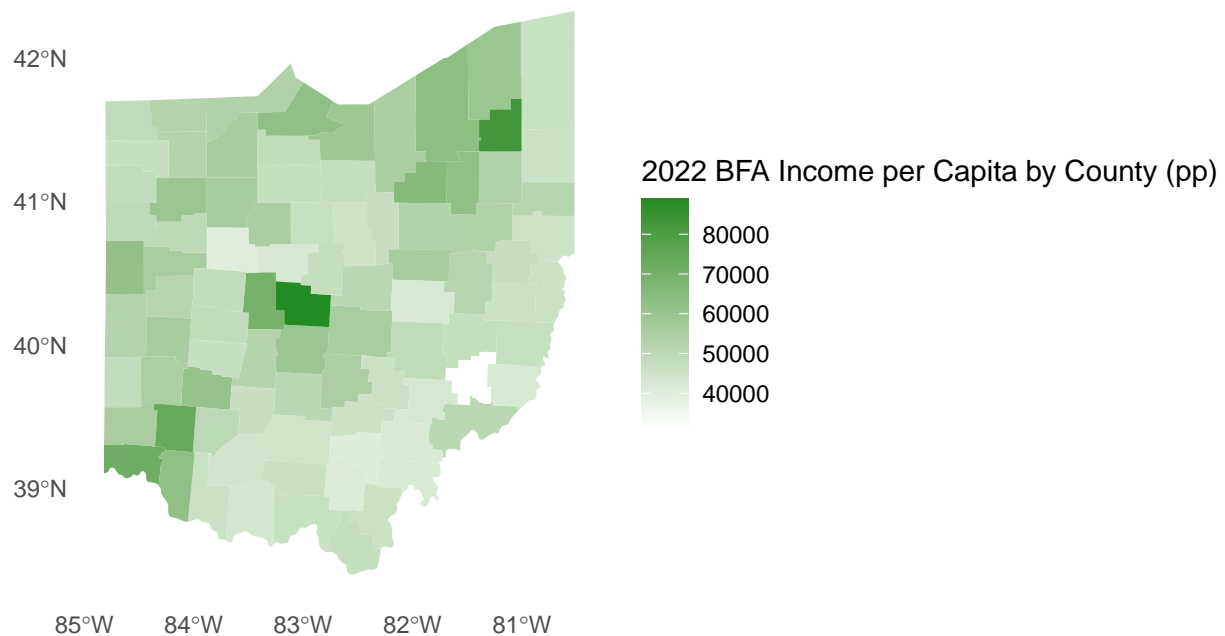 42°N
41°N
40°N
39°N
85°W 84°W 83°W 82°W 81°W
2022 BFA Income per Capita by County (pp)
80000
70000
60000
50000
40000